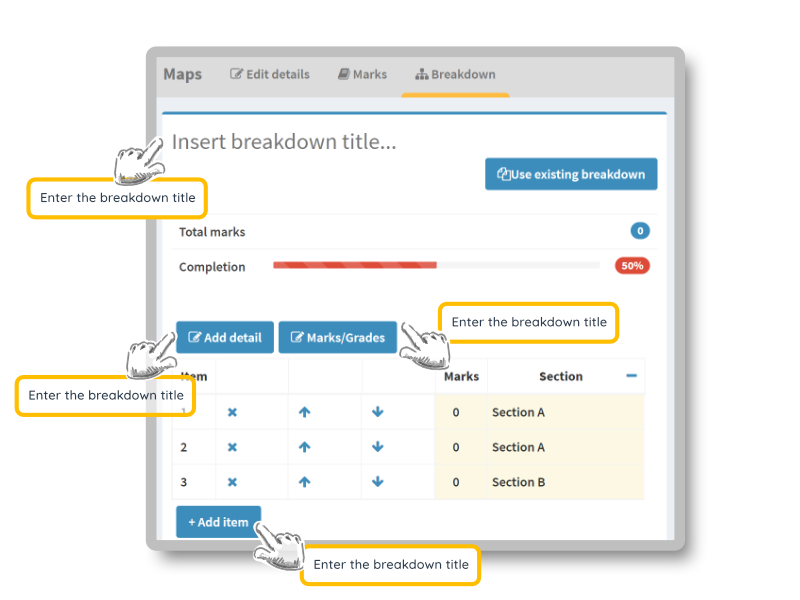 Maps Edit details Marks Breakdown
Insert breakdown title...
Use existing breakdown
Enter the breakdown title
Total marks 0
Completion 50%
Enter the breakdown title
Add detail Marks/Grades
Item Marks Section
Enter the breakdown title
1 0 Section A
2 0 Section A
3 0 Section B
+ Add item
Enter the breakdown title